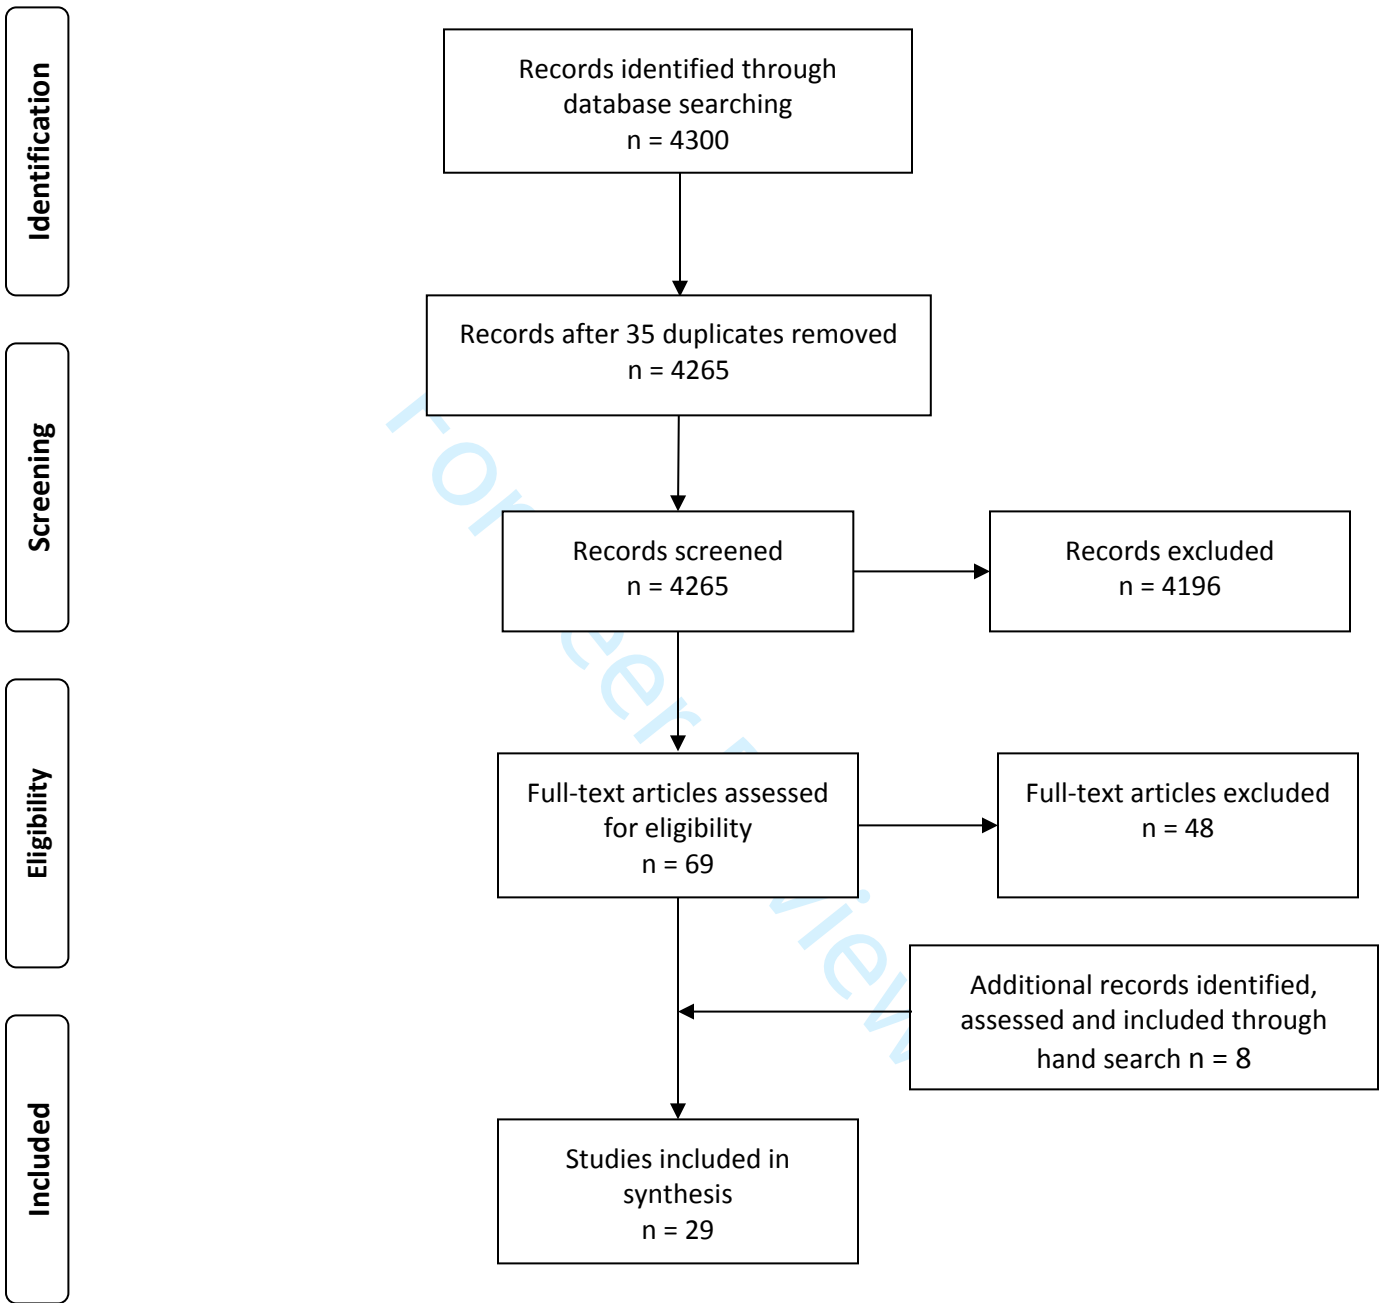 Identification
Records identified through
database searching
n = 4300
Records after 35 duplicates removed
n = 4265
Screening
Records screened
n = 4265
Records excluded
n = 4196
Eligibility
Full-text articles assessed
for eligibility
n = 69
Full-text articles excluded
n = 48
Additional records identified,
assessed and included through
hand search n = 8
Included
Studies included in
synthesis
n = 29